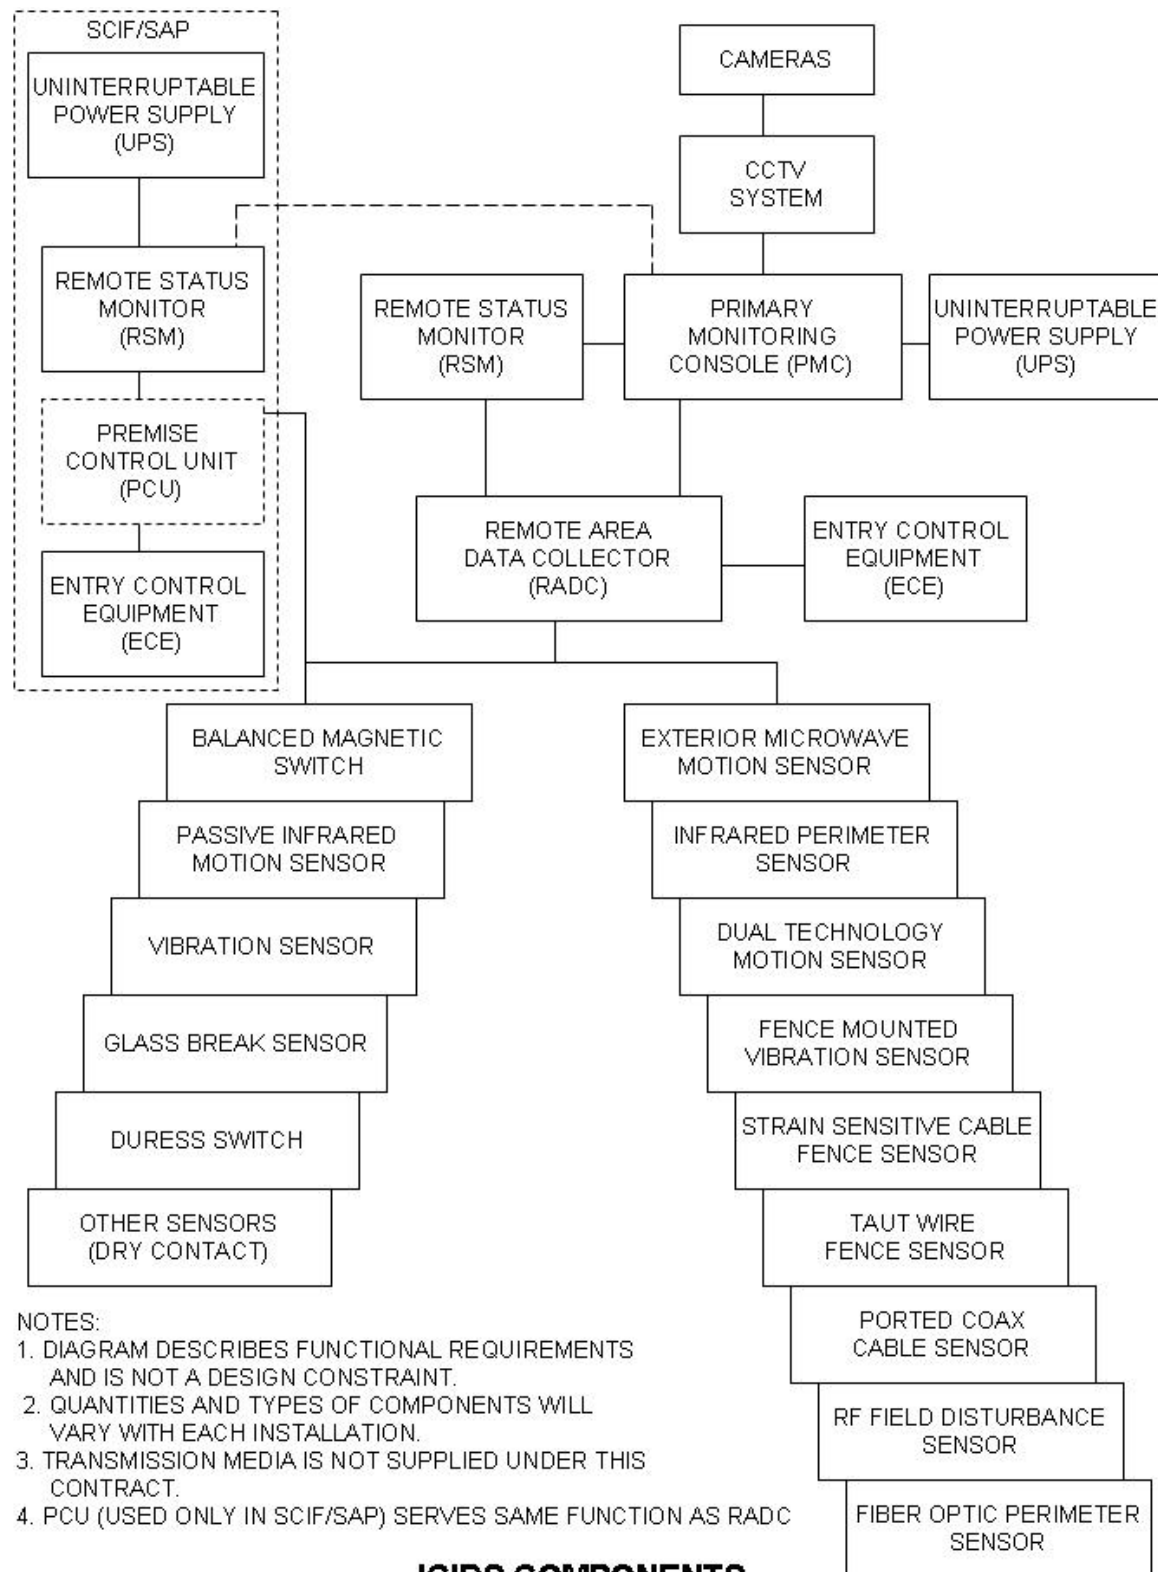 SCIF/SAP
UNINTERRUPTABLE
POWER SUPPLY
(UPS)
REMOTE STATUS
MONITOR
(RSM)
PREMISE
CONTROL UNIT
(PCU)
ENTRY CONTROL
EQUIPMENT
(ECE)
CAMERAS
CCTV
SYSTEM
REMOTE STATUS
MONITOR
(RSM)
PRIMARY
MONITORING
CONSOLE (PMC)
UNINTERRUPTABLE
POWER SUPPLY
(UPS)
REMOTE AREA
DATA COLLECTOR
(RADC)
ENTRY CONTROL
EQUIPMENT
(ECE)
BALANCED MAGNETIC
SWITCH
PASSIVE INFRARED
MOTION SENSOR
VIBRATION SENSOR
GLASS BREAK SENSOR
DURESS SWITCH
OTHER SENSORS
(DRY CONTACT)
EXTERIOR MICROWAVE
MOTION SENSOR
INFRARED PERIMETER
SENSOR
DUAL TECHNOLOGY
MOTION SENSOR
FENCE MOUNTED
VIBRATION SENSOR
STRAIN SENSITIVE CABLE
FENCE SENSOR
TAUT WIRE
FENCE SENSOR
PORTED COAX
CABLE SENSOR
RF FIELD DISTURBANCE
SENSOR
FIBER OPTIC PERIMETER
SENSOR
NOTES:
1. DIAGRAM DESCRIBES FUNCTIONAL REQUIREMENTS
AND IS NOT A DESIGN CONSTRAINT.
2. QUANTITIES AND TYPES OF COMPONENTS WILL
VARY WITH EACH INSTALLATION.
3. TRANSMISSION MEDIA IS NOT SUPPLIED UNDER THIS
CONTRACT.
4. PCU (USED ONLY IN SCIF/SAP) SERVES SAME FUNCTION AS RADC
ICIDS COMPONENTS